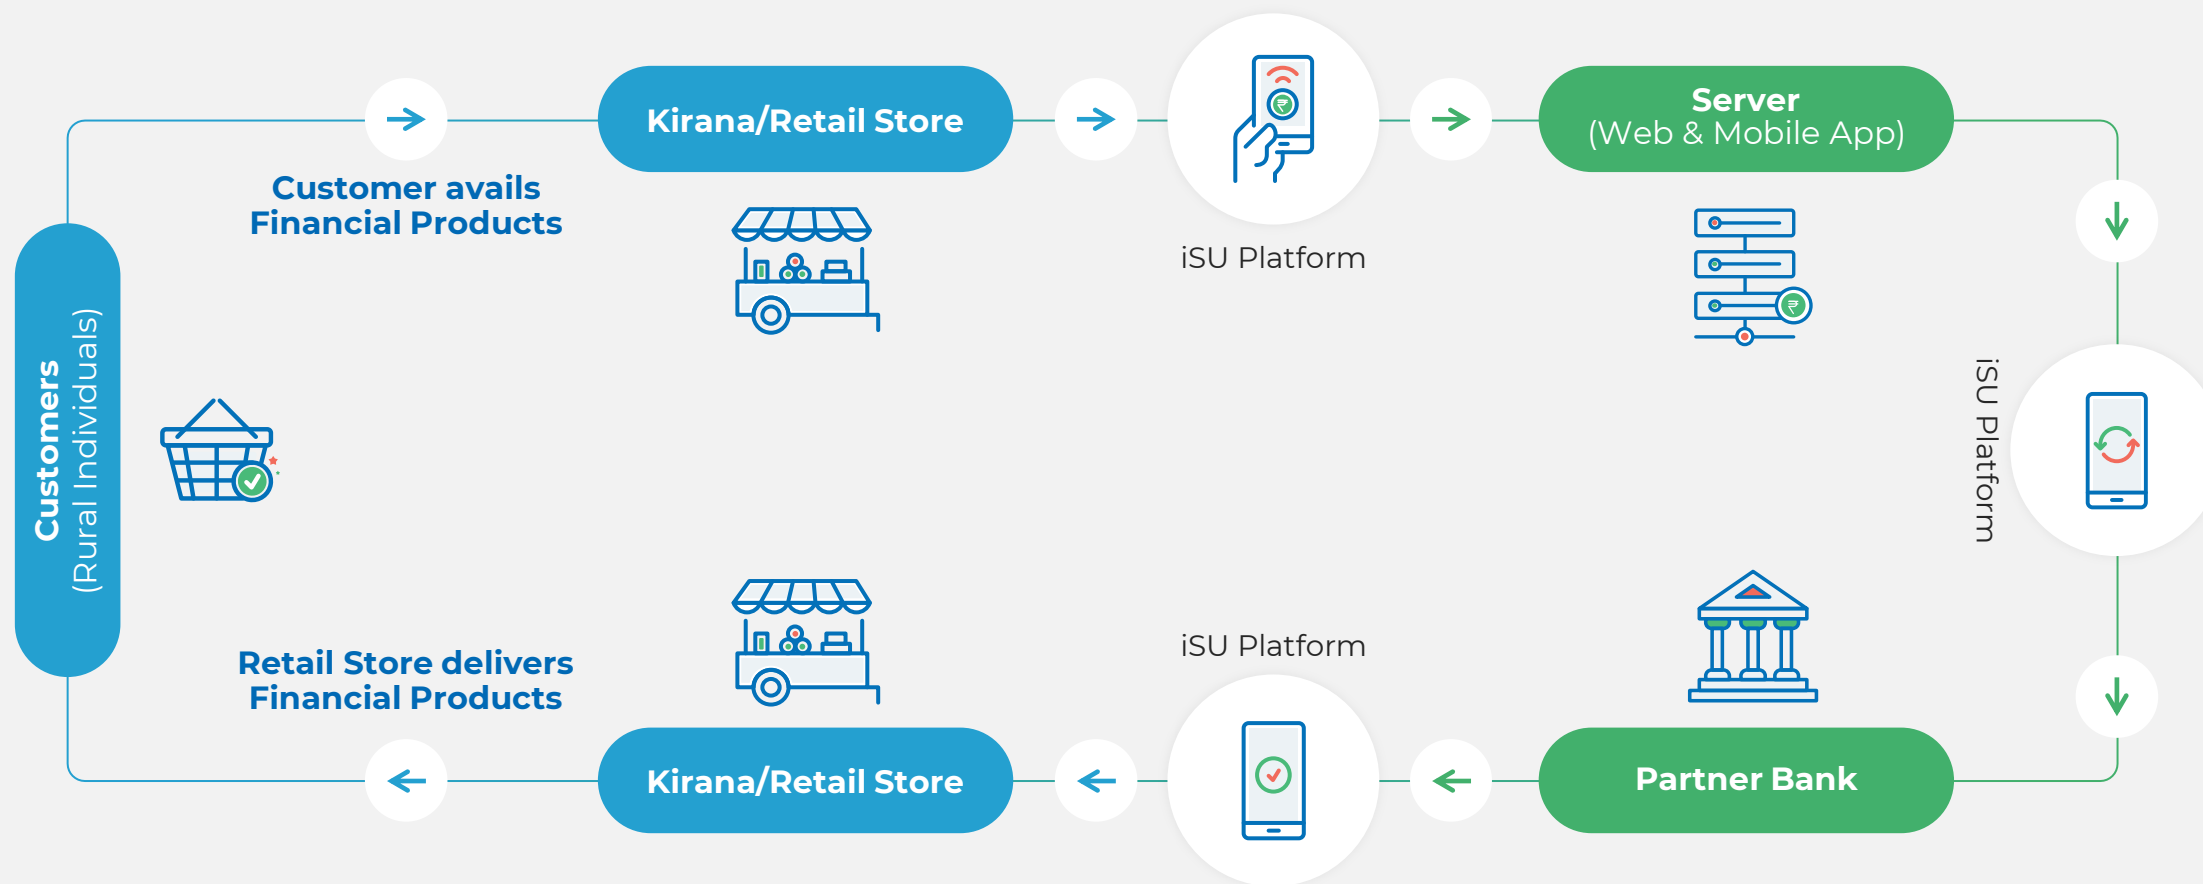 Kirana/Retail Store
Server
(Web & Mobile App)
Customer avails
Financial Products
iSU Platform
Customers
(Rural Individuals)
iSU Platform
Retail Store delivers
Financial Products
iSU Platform
Kirana/Retail Store
Partner Bank